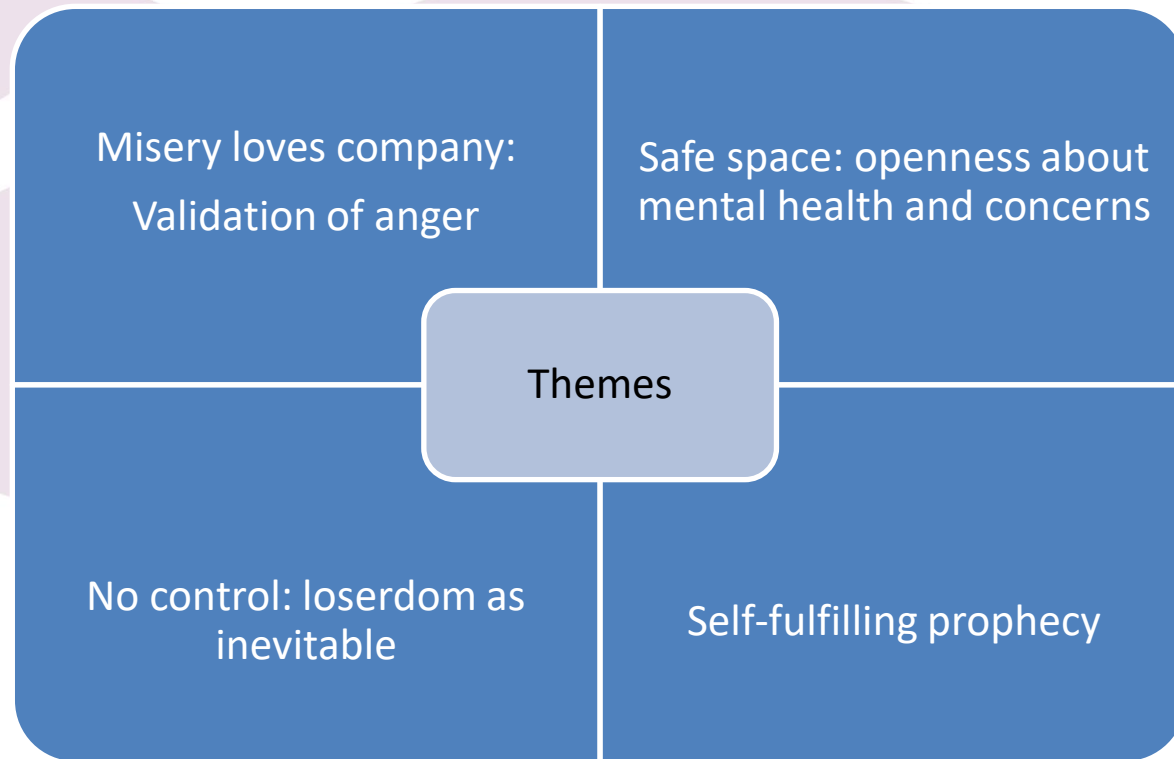 Misery loves company:
Validation of anger
Safe space: openness about
mental health and concerns
Themes
No control: loserdom as
inevitable
Self-fulfilling prophecy